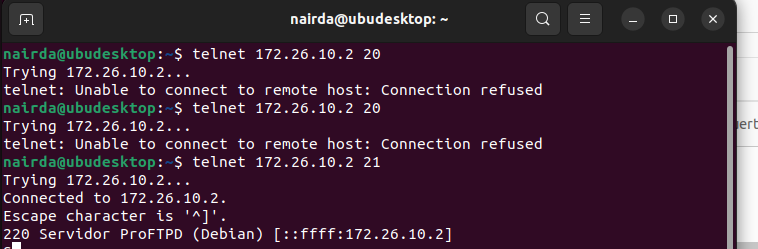 nairda@ubudesktop: ~
nairda@ubudesktop:~$ telnet 172.26.10.2 20
Trying 172.26.10.2...
telnet: Unable to connect to remote host: Connection refused
nairda@ubudesktop:~$ telnet 172.26.10.2 20
Trying 172.26.10.2...
telnet: Unable to connect to remote host: Connection refused
nairda@ubudesktop:~$ telnet 172.26.10.2 21
Trying 172.26.10.2...
Connected to 172.26.10.2.
Escape character is '^]'.
220 Servidor ProFTPD (Debian) [::ffff:172.26.10.2]